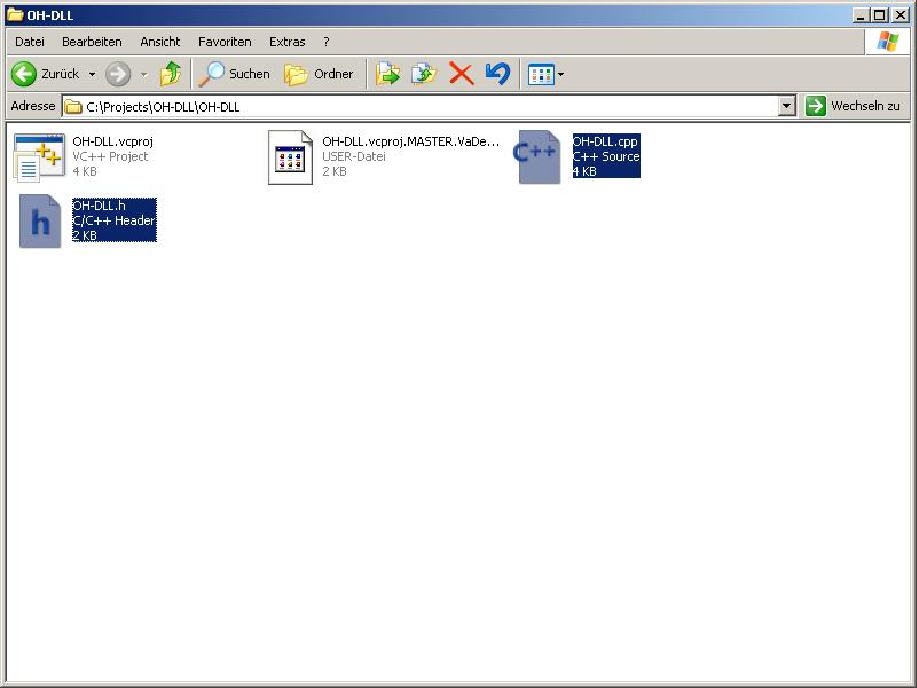 OH-DLL
Datei Bearbeiten Ansicht Favoriten Extras ?
Zurück Suchen Ordner
Adresse C:\Projects\OH-DLL\OH-DLL Wechseln zu
OH-DLL.vcproj
VC++ Project
4 KB
OH-DLL.vcproj.MASTER.VaDe...
USER-Datei
2 KB
C++
OH-DLL.cpp
C++ Source
4 KB
h
OH-DLL.h
C/C++ Header
2 KB